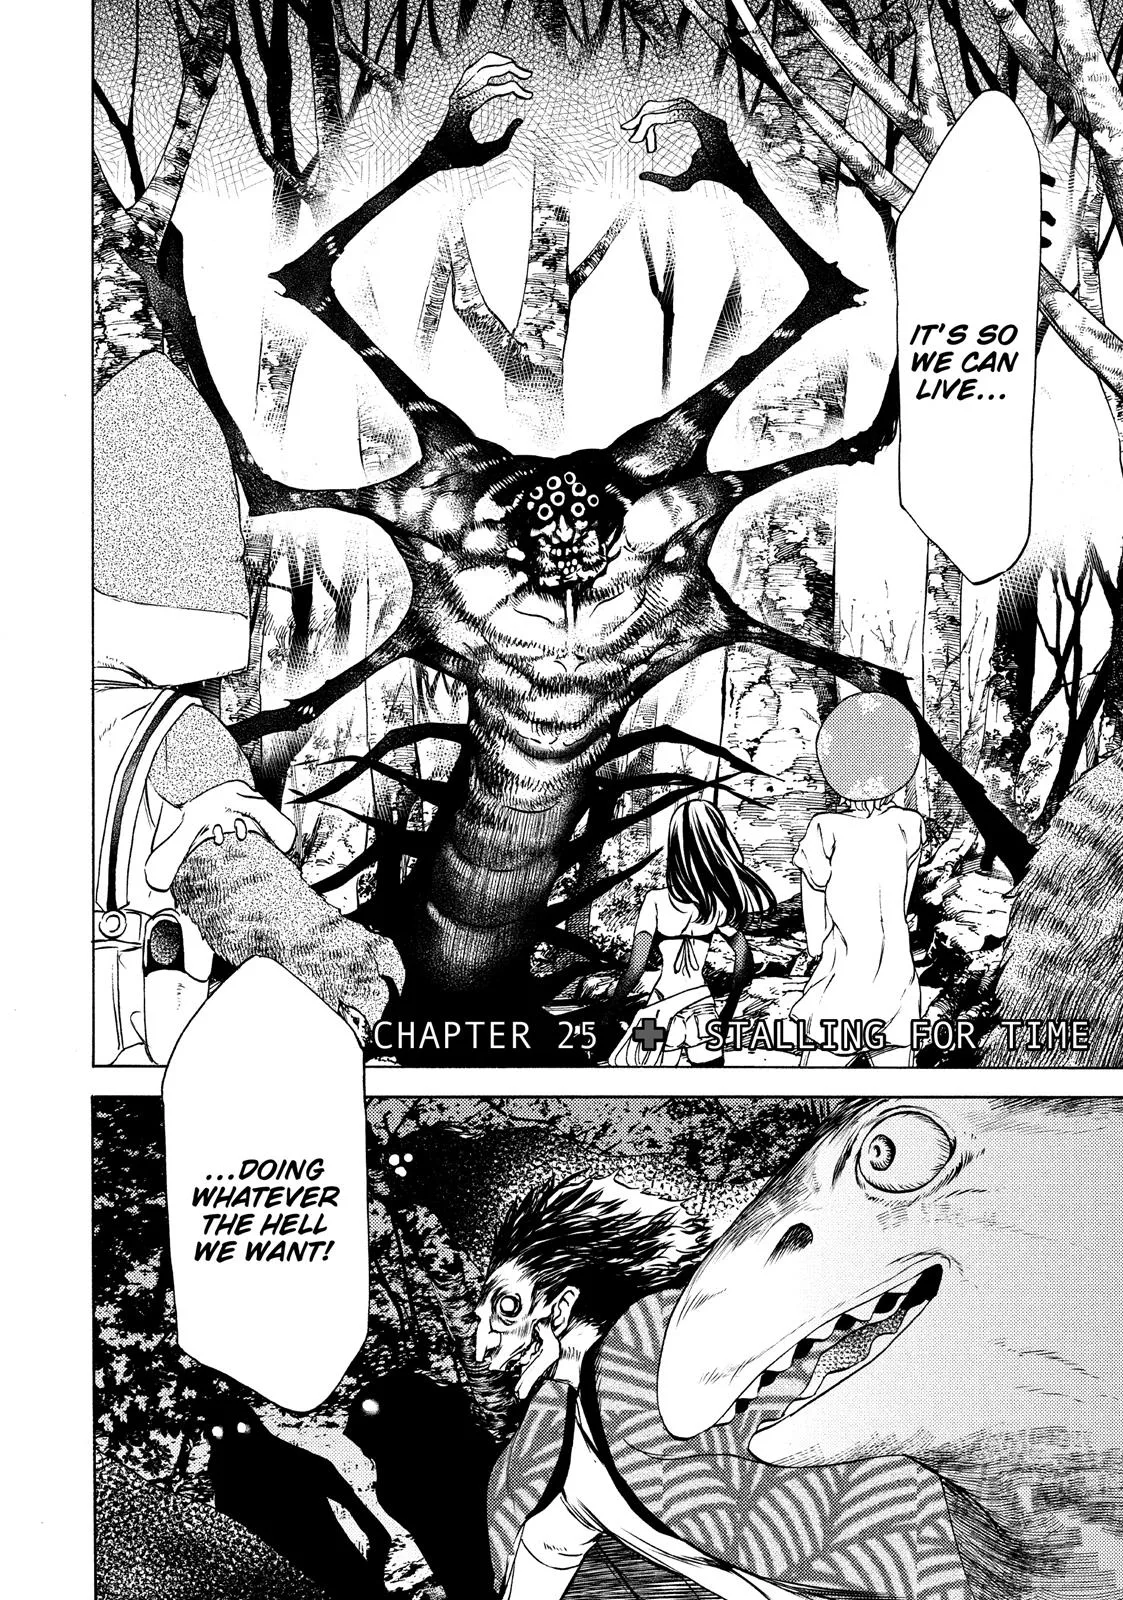 IT'S SO
WE CAN
LIVE...
CHAPTER 25 ✚ STALLING FOR TIME
...DOING
WHATEVER
THE HELL
WE WANT!